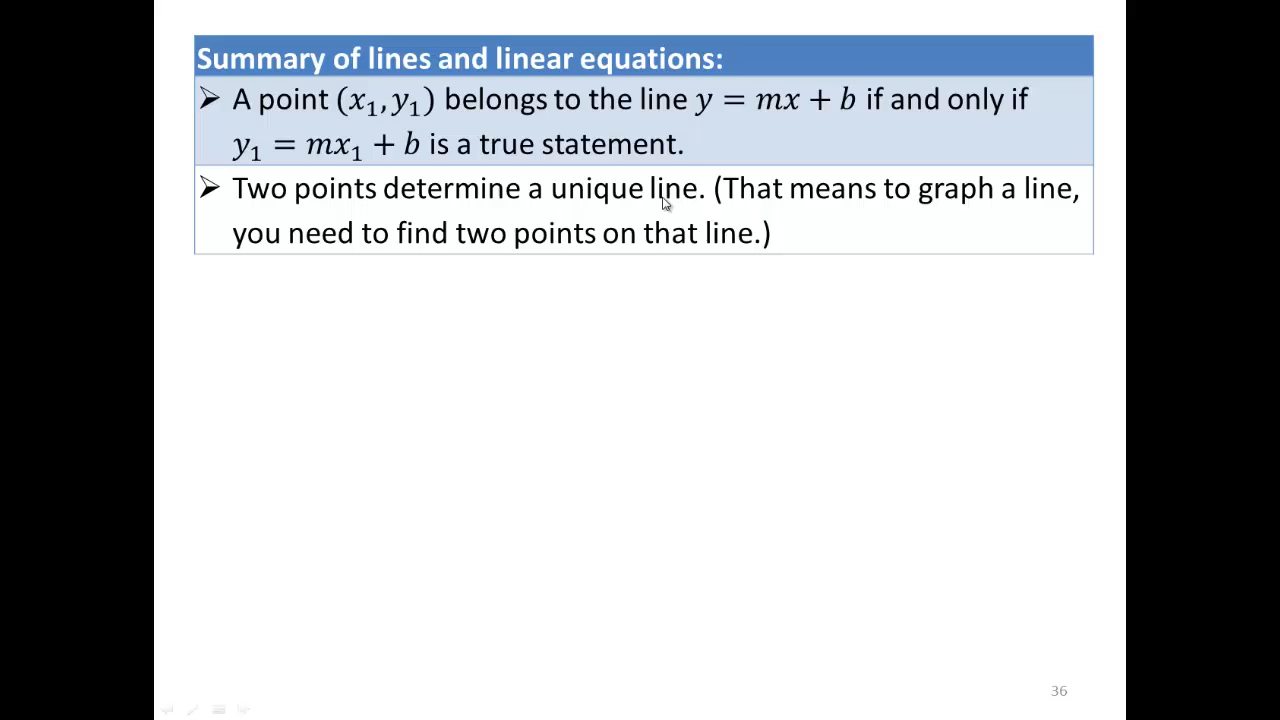 Summary of lines and linear equations:
➢ A point (x₁, y₁) belongs to the line y = mx + b if and only if
y₁ = mx₁ + b is a true statement.
➢ Two points determine a unique line. (That means to graph a line,
you need to find two points on that line.)
36